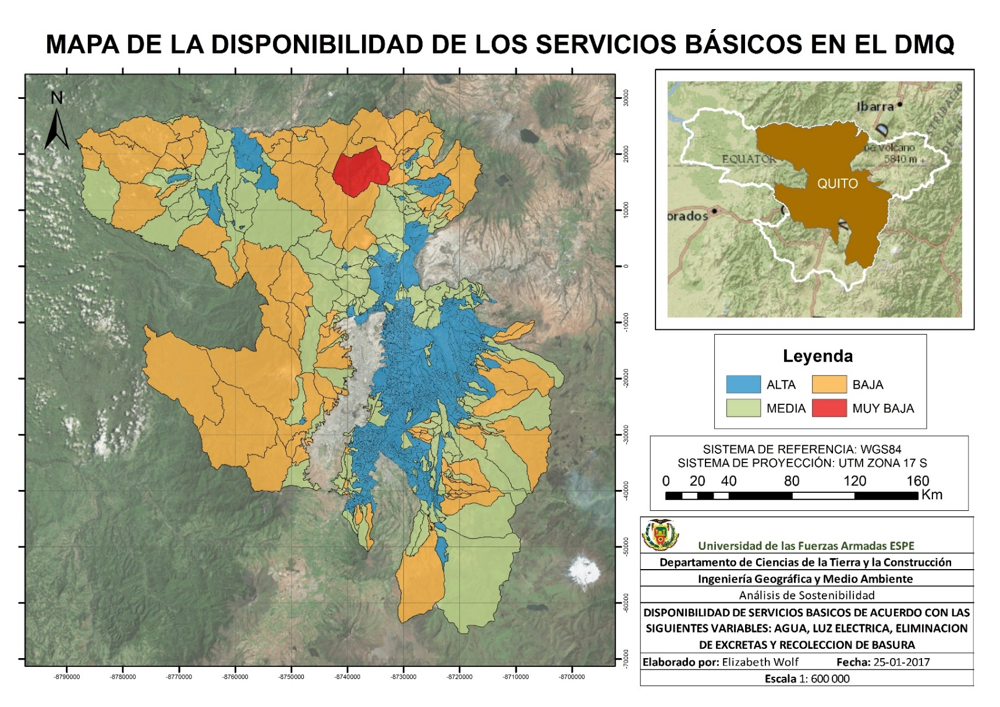 MAPA DE LA DISPONIBILIDAD DE LOS SERVICIOS BÁSICOS EN EL DMQ
N
30000
20000
10000
0
-10000
-20000
-30000
-40000
-50000
-60000
-70000
-8790000 -8780000 -8770000 -8760000 -8750000 -8740000 -8730000 -8720000 -8710000 -8700000
Ibarra
Volcano
5840 m +
EQUATOR
QUITO
orados
Leyenda
ALTA BAJA
MEDIA MUY BAJA
SISTEMA DE REFERENCIA: WGS84
SISTEMA DE PROYECCIÓN: UTM ZONA 17 S
0 20 40 80 120 160
Km
Universidad de las Fuerzas Armadas ESPE
Departamento de Ciencias de la Tierra y la Construcción
Ingeniería Geográfica y Medio Ambiente
Análisis de Sostenibilidad
DISPONIBILIDAD DE SERVICIOS BASICOS DE ACUERDO CON LAS
SIGUIENTES VARIABLES: AGUA, LUZ ELECTRICA, ELIMINACION
DE EXCRETAS Y RECOLECCION DE BASURA
Elaborado por: Elizabeth Wolf Fecha: 25-01-2017
Escala 1: 600 000